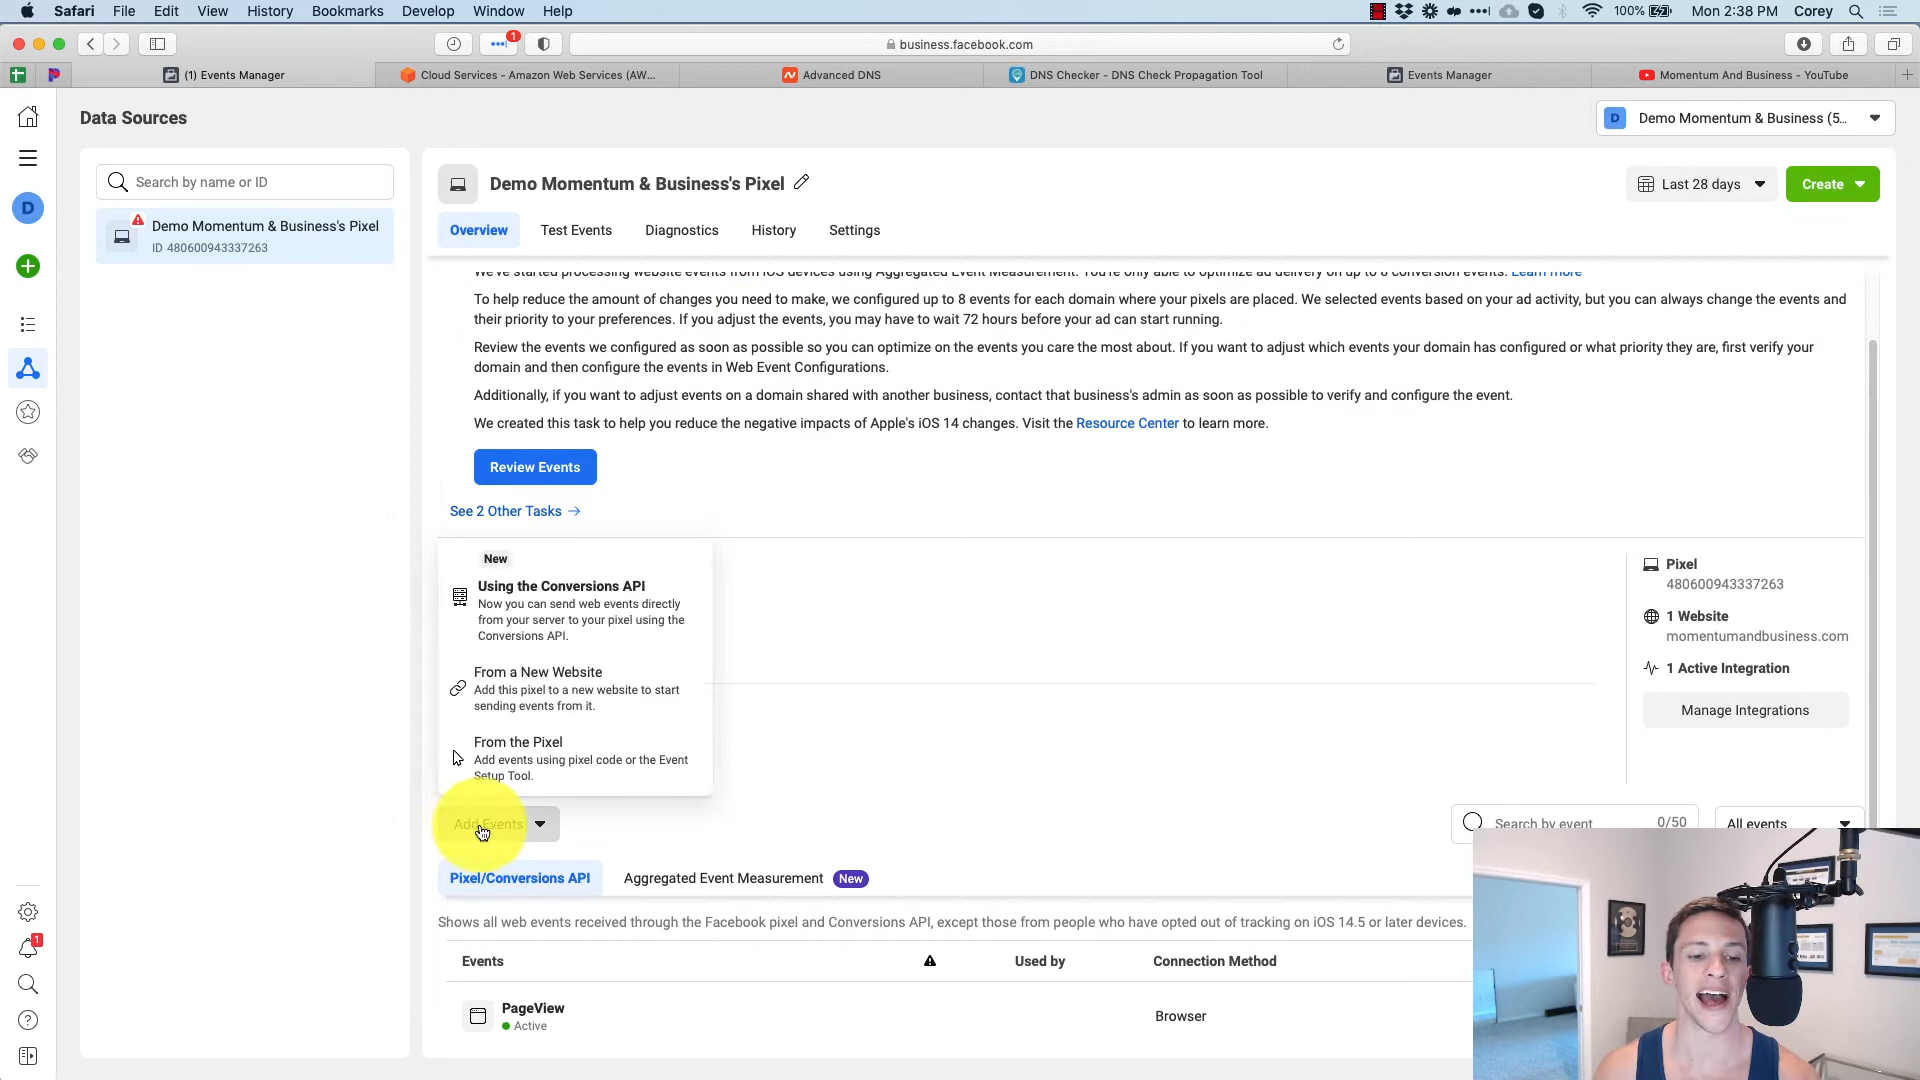 Safari File Edit View History Bookmarks Develop Window Help 100% Mon 2:38 PM Corey
1 business.facebook.com
(1) Events Manager Cloud Services - Amazon Web Services (AW... Advanced DNS DNS Checker - DNS Check Propagation Tool Events Manager Momentum And Business - YouTube
Data Sources
D Demo Momentum & Business (5...
Search by name or ID
Demo Momentum & Business's Pixel
ID 480600943337263
D
1
Demo Momentum & Business's Pixel
Last 28 days
Create
Overview Test Events Diagnostics History Settings
We've started processing website events from iOS devices using Aggregated Event Measurement. You're only able to optimize ad delivery on up to 8 conversion events. Learn more
To help reduce the amount of changes you need to make, we configured up to 8 events for each domain where your pixels are placed. We selected events based on your ad activity, but you can always change the events and
their priority to your preferences. If you adjust the events, you may have to wait 72 hours before your ad can start running.
Review the events we configured as soon as possible so you can optimize on the events you care the most about. If you want to adjust which events your domain has configured or what priority they are, first verify your
domain and then configure the events in Web Event Configurations.
Additionally, if you want to adjust events on a domain shared with another business, contact that business's admin as soon as possible to verify and configure the event.
We created this task to help you reduce the negative impacts of Apple's iOS 14 changes. Visit the Resource Center to learn more.
Review Events
See 2 Other Tasks
New
Using the Conversions API
Now you can send web events directly
from your server to your pixel using the
Conversions API.
From a New Website
Add this pixel to a new website to start
sending events from it.
From the Pixel
Add events using pixel code or the Event
Setup Tool.
Pixel
480600943337263
1 Website
momentumandbusiness.com
1 Active Integration
Manage Integrations
Add Events
Search by event 0/50
All events
Pixel/Conversions API Aggregated Event Measurement New
Shows all web events received through the Facebook pixel and Conversions API, except those from people who have opted out of tracking on iOS 14.5 or later devices.
Events Used by Connection Method
PageView
Active
Browser